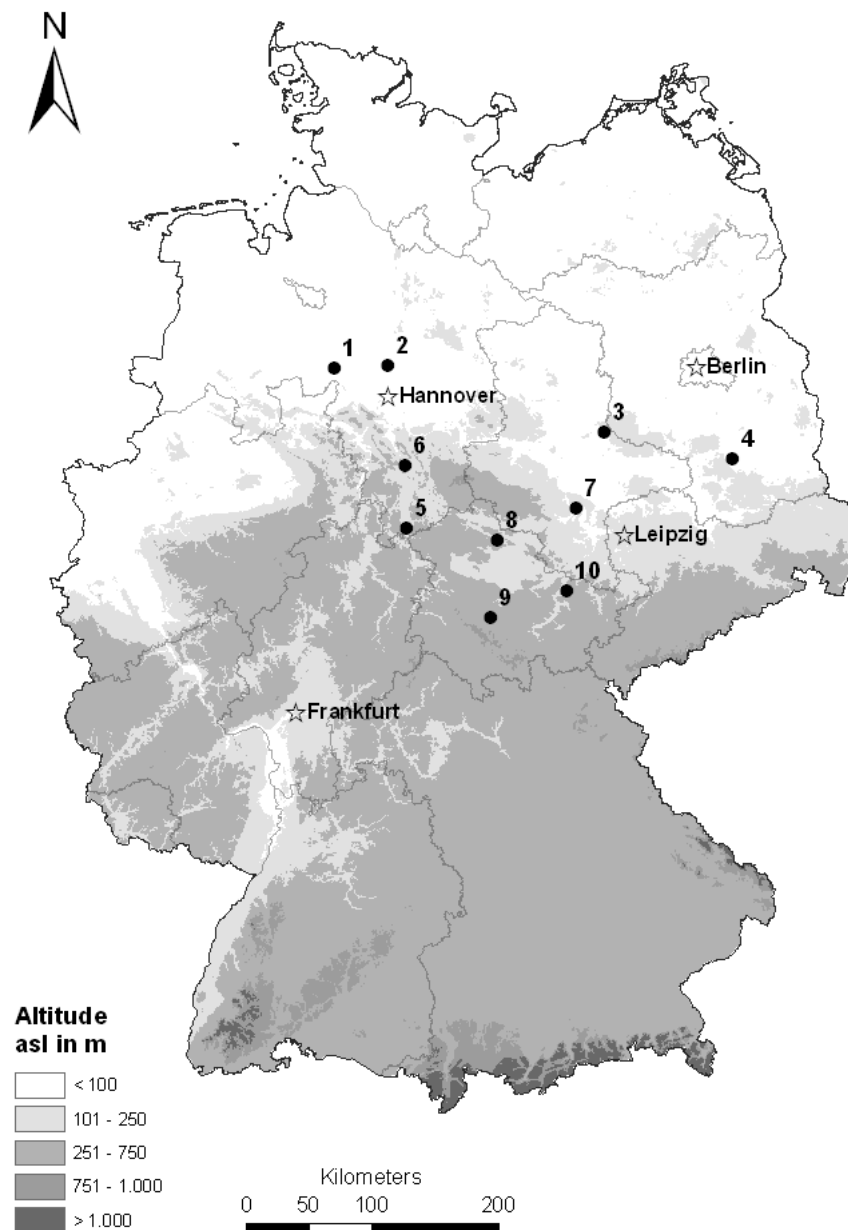 N
1
2
Berlin
Hannover
3
4
6
7
5
8
Leipzig
10
9
Frankfurt
Altitude
asl in m
< 100
101 - 250
251 - 750
751 - 1.000
> 1.000
Kilometers
0 50 100 200